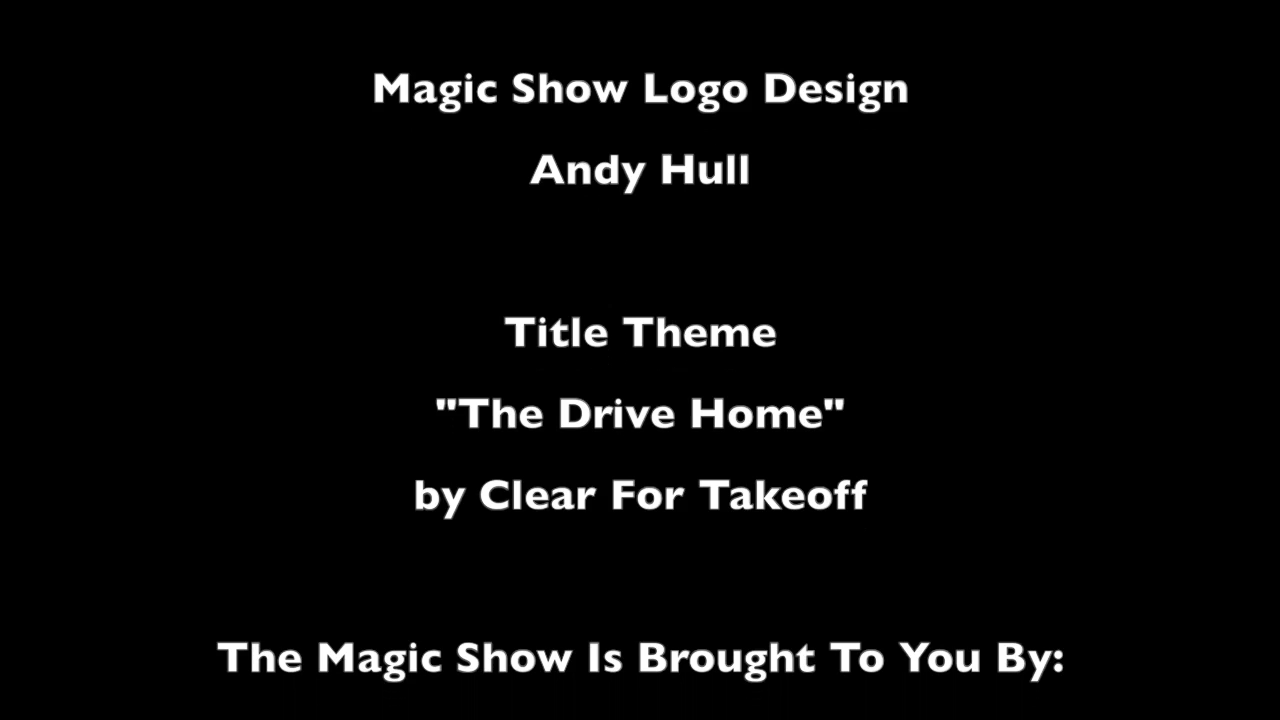 Magic Show Logo Design
Andy Hull
Title Theme
"The Drive Home"
by Clear For Takeoff
The Magic Show Is Brought To You By: